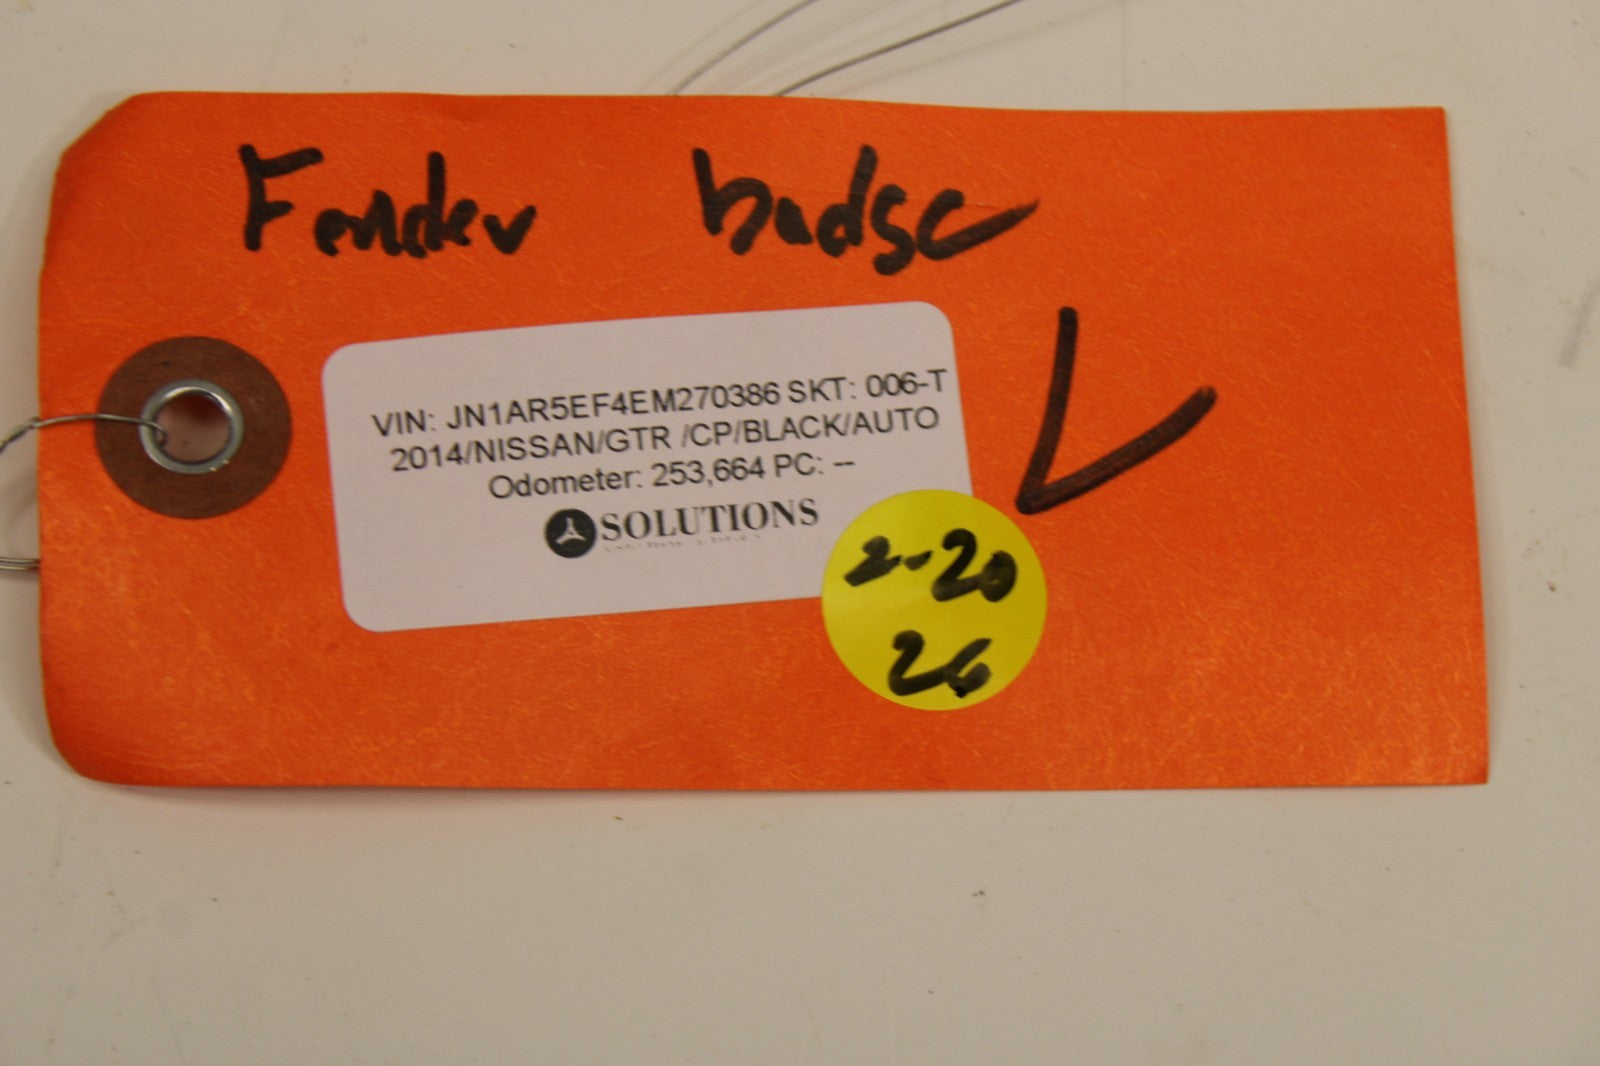 Fender badge
L
VIN: JN1AR5EF4EM270386 SKT: 006-T
2014/NISSAN/GTR /CP/BLACK/AUTO
Odometer: 253,664 PC: --
SOLUTIONS
2-20
26